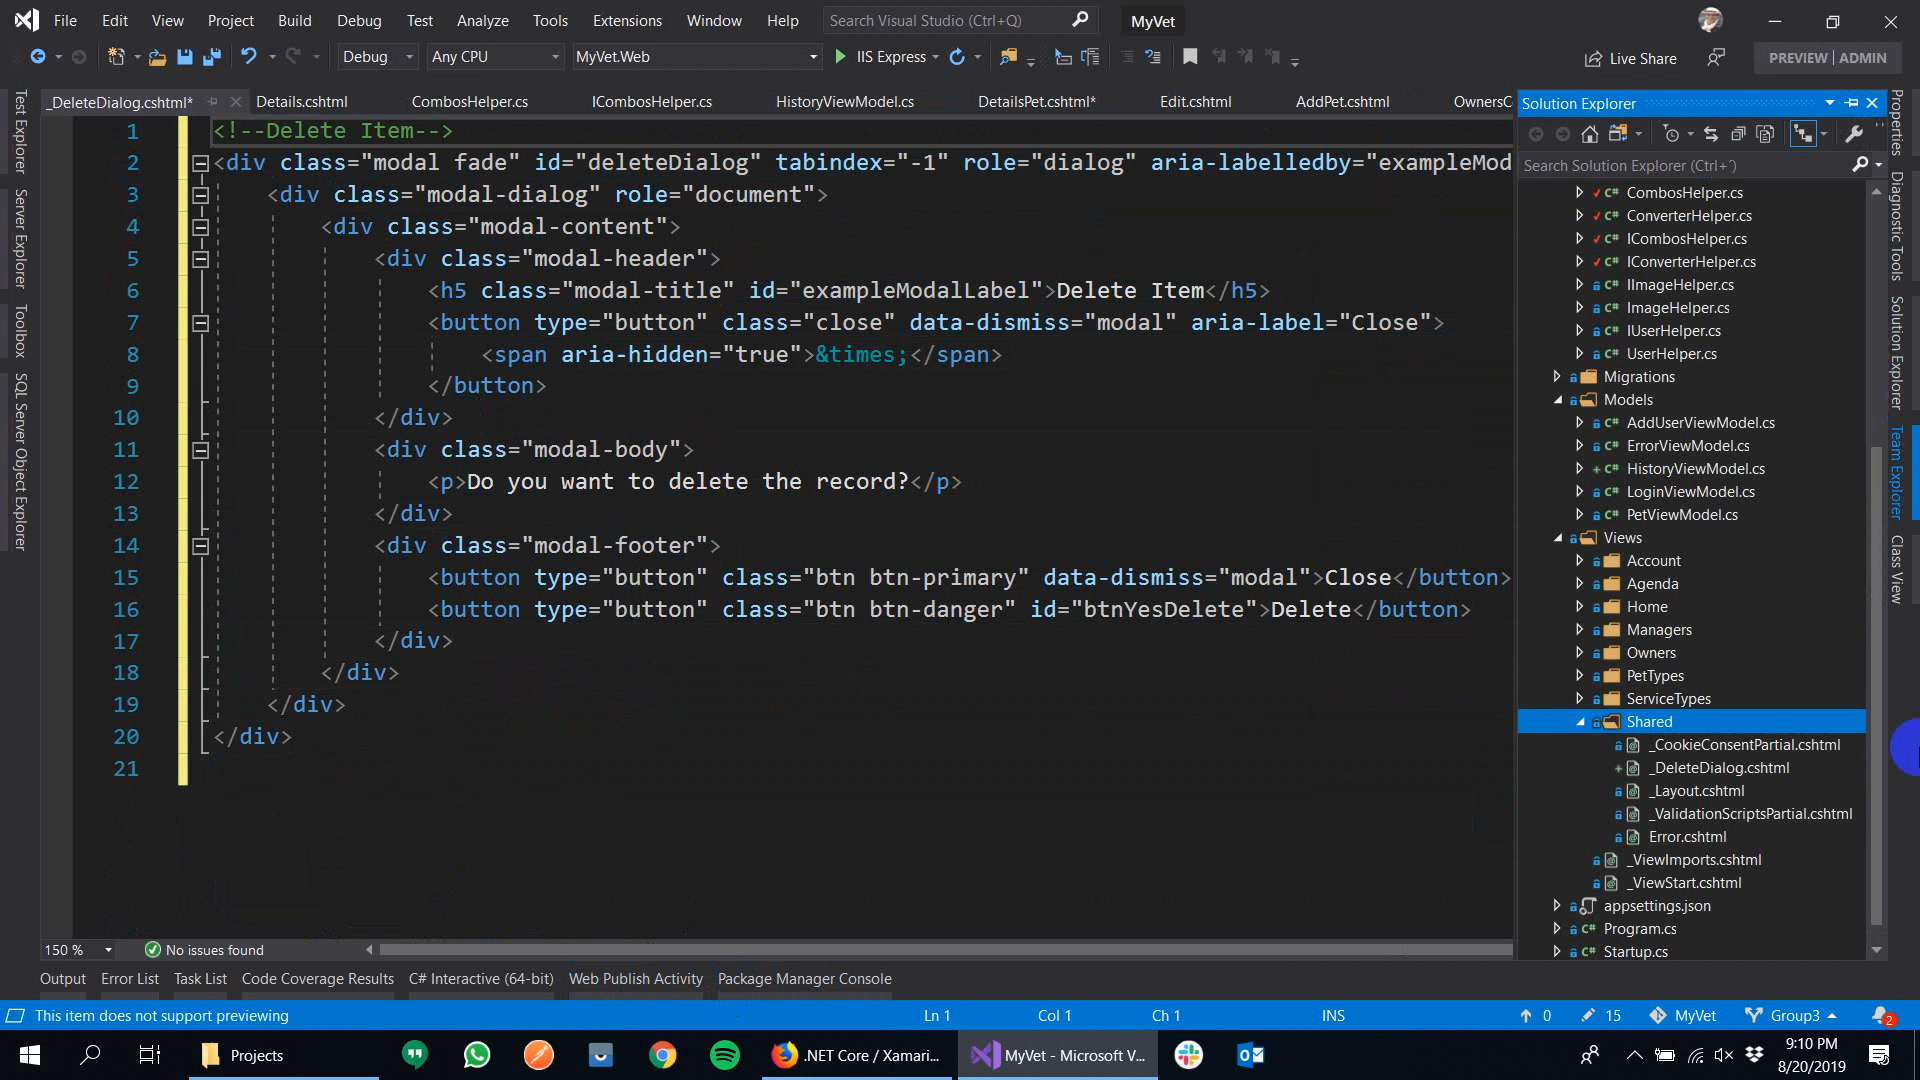 File Edit View Project Build Debug Test Analyze Tools Extensions Window Help Search Visual Studio (Ctrl+Q) MyVet
Debug Any CPU MyVet.Web IIS Express Live Share PREVIEW ADMIN
_DeleteDialog.cshtml* Details.cshtml CombosHelper.cs ICombosHelper.cs HistoryViewModel.cs DetailsPet.cshtml* Edit.cshtml AddPet.cshtml OwnersC
Test Explorer
Server Explorer
Toolbox
SQL Server Object Explorer
1 <!--Delete Item-->
2 <div class="modal fade" id="deleteDialog" tabindex="-1" role="dialog" aria-labelledby="exampleMod
3 <div class="modal-dialog" role="document">
4 <div class="modal-content">
5 <div class="modal-header">
6 <h5 class="modal-title" id="exampleModalLabel">Delete Item</h5>
7 <button type="button" class="close" data-dismiss="modal" aria-label="Close">
8 <span aria-hidden="true">&times;</span>
9 </button>
10 </div>
11 <div class="modal-body">
12 <p>Do you want to delete the record?</p>
13 </div>
14 <div class="modal-footer">
15 <button type="button" class="btn btn-primary" data-dismiss="modal">Close</button>
16 <button type="button" class="btn btn-danger" id="btnYesDelete">Delete</button>
17 </div>
18 </div>
19 </div>
20 </div>
21
Solution Explorer
Search Solution Explorer (Ctrl+´)
CombosHelper.cs
ConverterHelper.cs
ICombosHelper.cs
IConverterHelper.cs
IImageHelper.cs
ImageHelper.cs
IUserHelper.cs
UserHelper.cs
Migrations
Models
AddUserViewModel.cs
ErrorViewModel.cs
HistoryViewModel.cs
LoginViewModel.cs
PetViewModel.cs
Views
Account
Agenda
Home
Managers
Owners
PetTypes
ServiceTypes
Shared
_CookieConsentPartial.cshtml
_DeleteDialog.cshtml
_Layout.cshtml
_ValidationScriptsPartial.cshtml
Error.cshtml
_ViewImports.cshtml
_ViewStart.cshtml
appsettings.json
Program.cs
Startup.cs
Properties
Diagnostic Tools
Solution Explorer
Team Explorer
Class View
150 % No issues found
Output Error List Task List Code Coverage Results C# Interactive (64-bit) Web Publish Activity Package Manager Console
This item does not support previewing Ln 1 Col 1 Ch 1 INS 0 15 MyVet Group3 2
Projects .NET Core / Xamari... MyVet - Microsoft V... 9:10 PM
8/20/2019